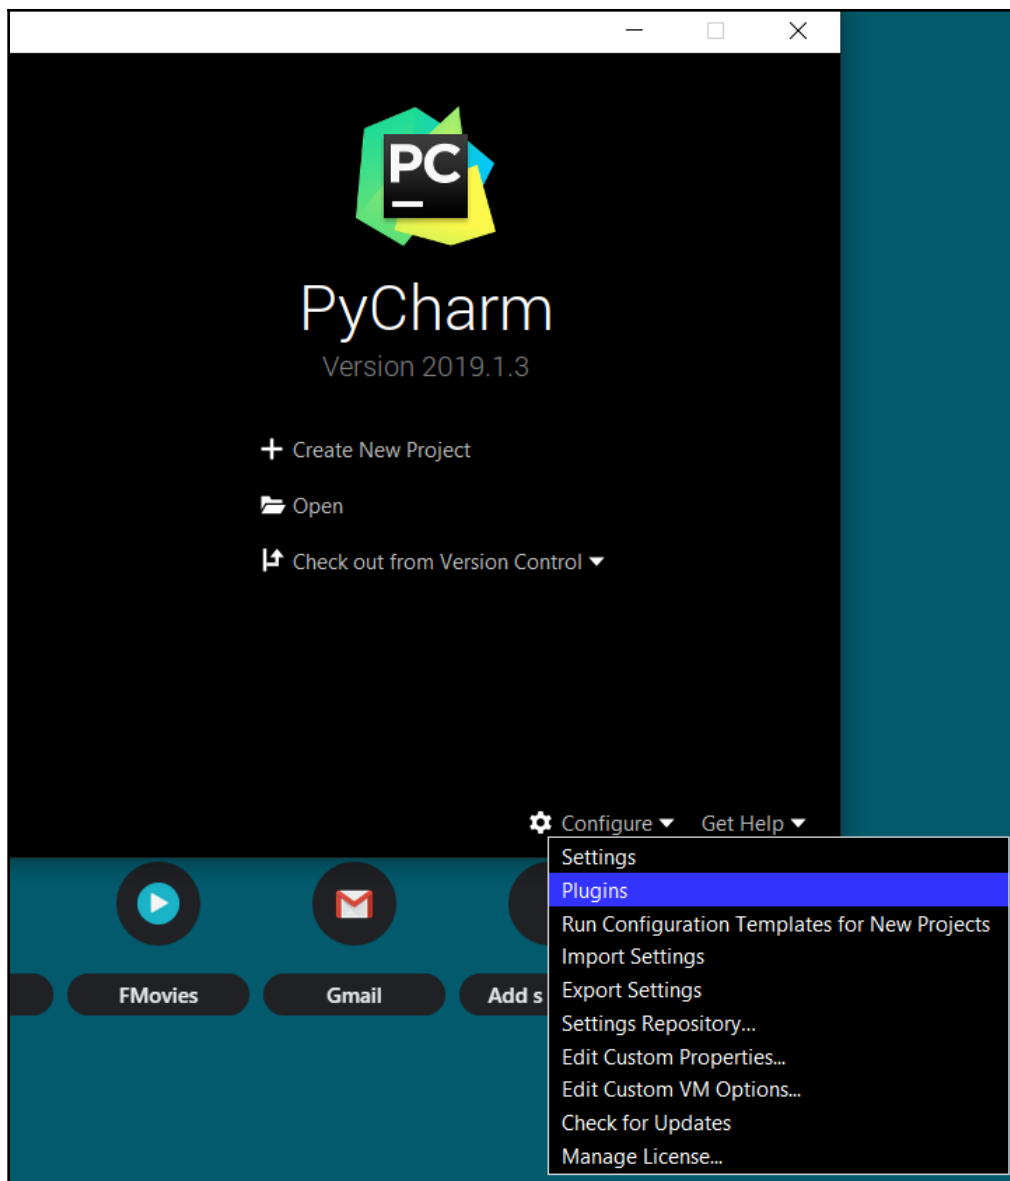 PC
PyCharm
Version 2019.1.3
Create New Project
Open
Check out from Version Control
Configure Get Help
Settings
Plugins
Run Configuration Templates for New Projects
Import Settings
Export Settings
Settings Repository...
Edit Custom Properties...
Edit Custom VM Options...
Check for Updates
Manage License...
FMovies Gmail Add s